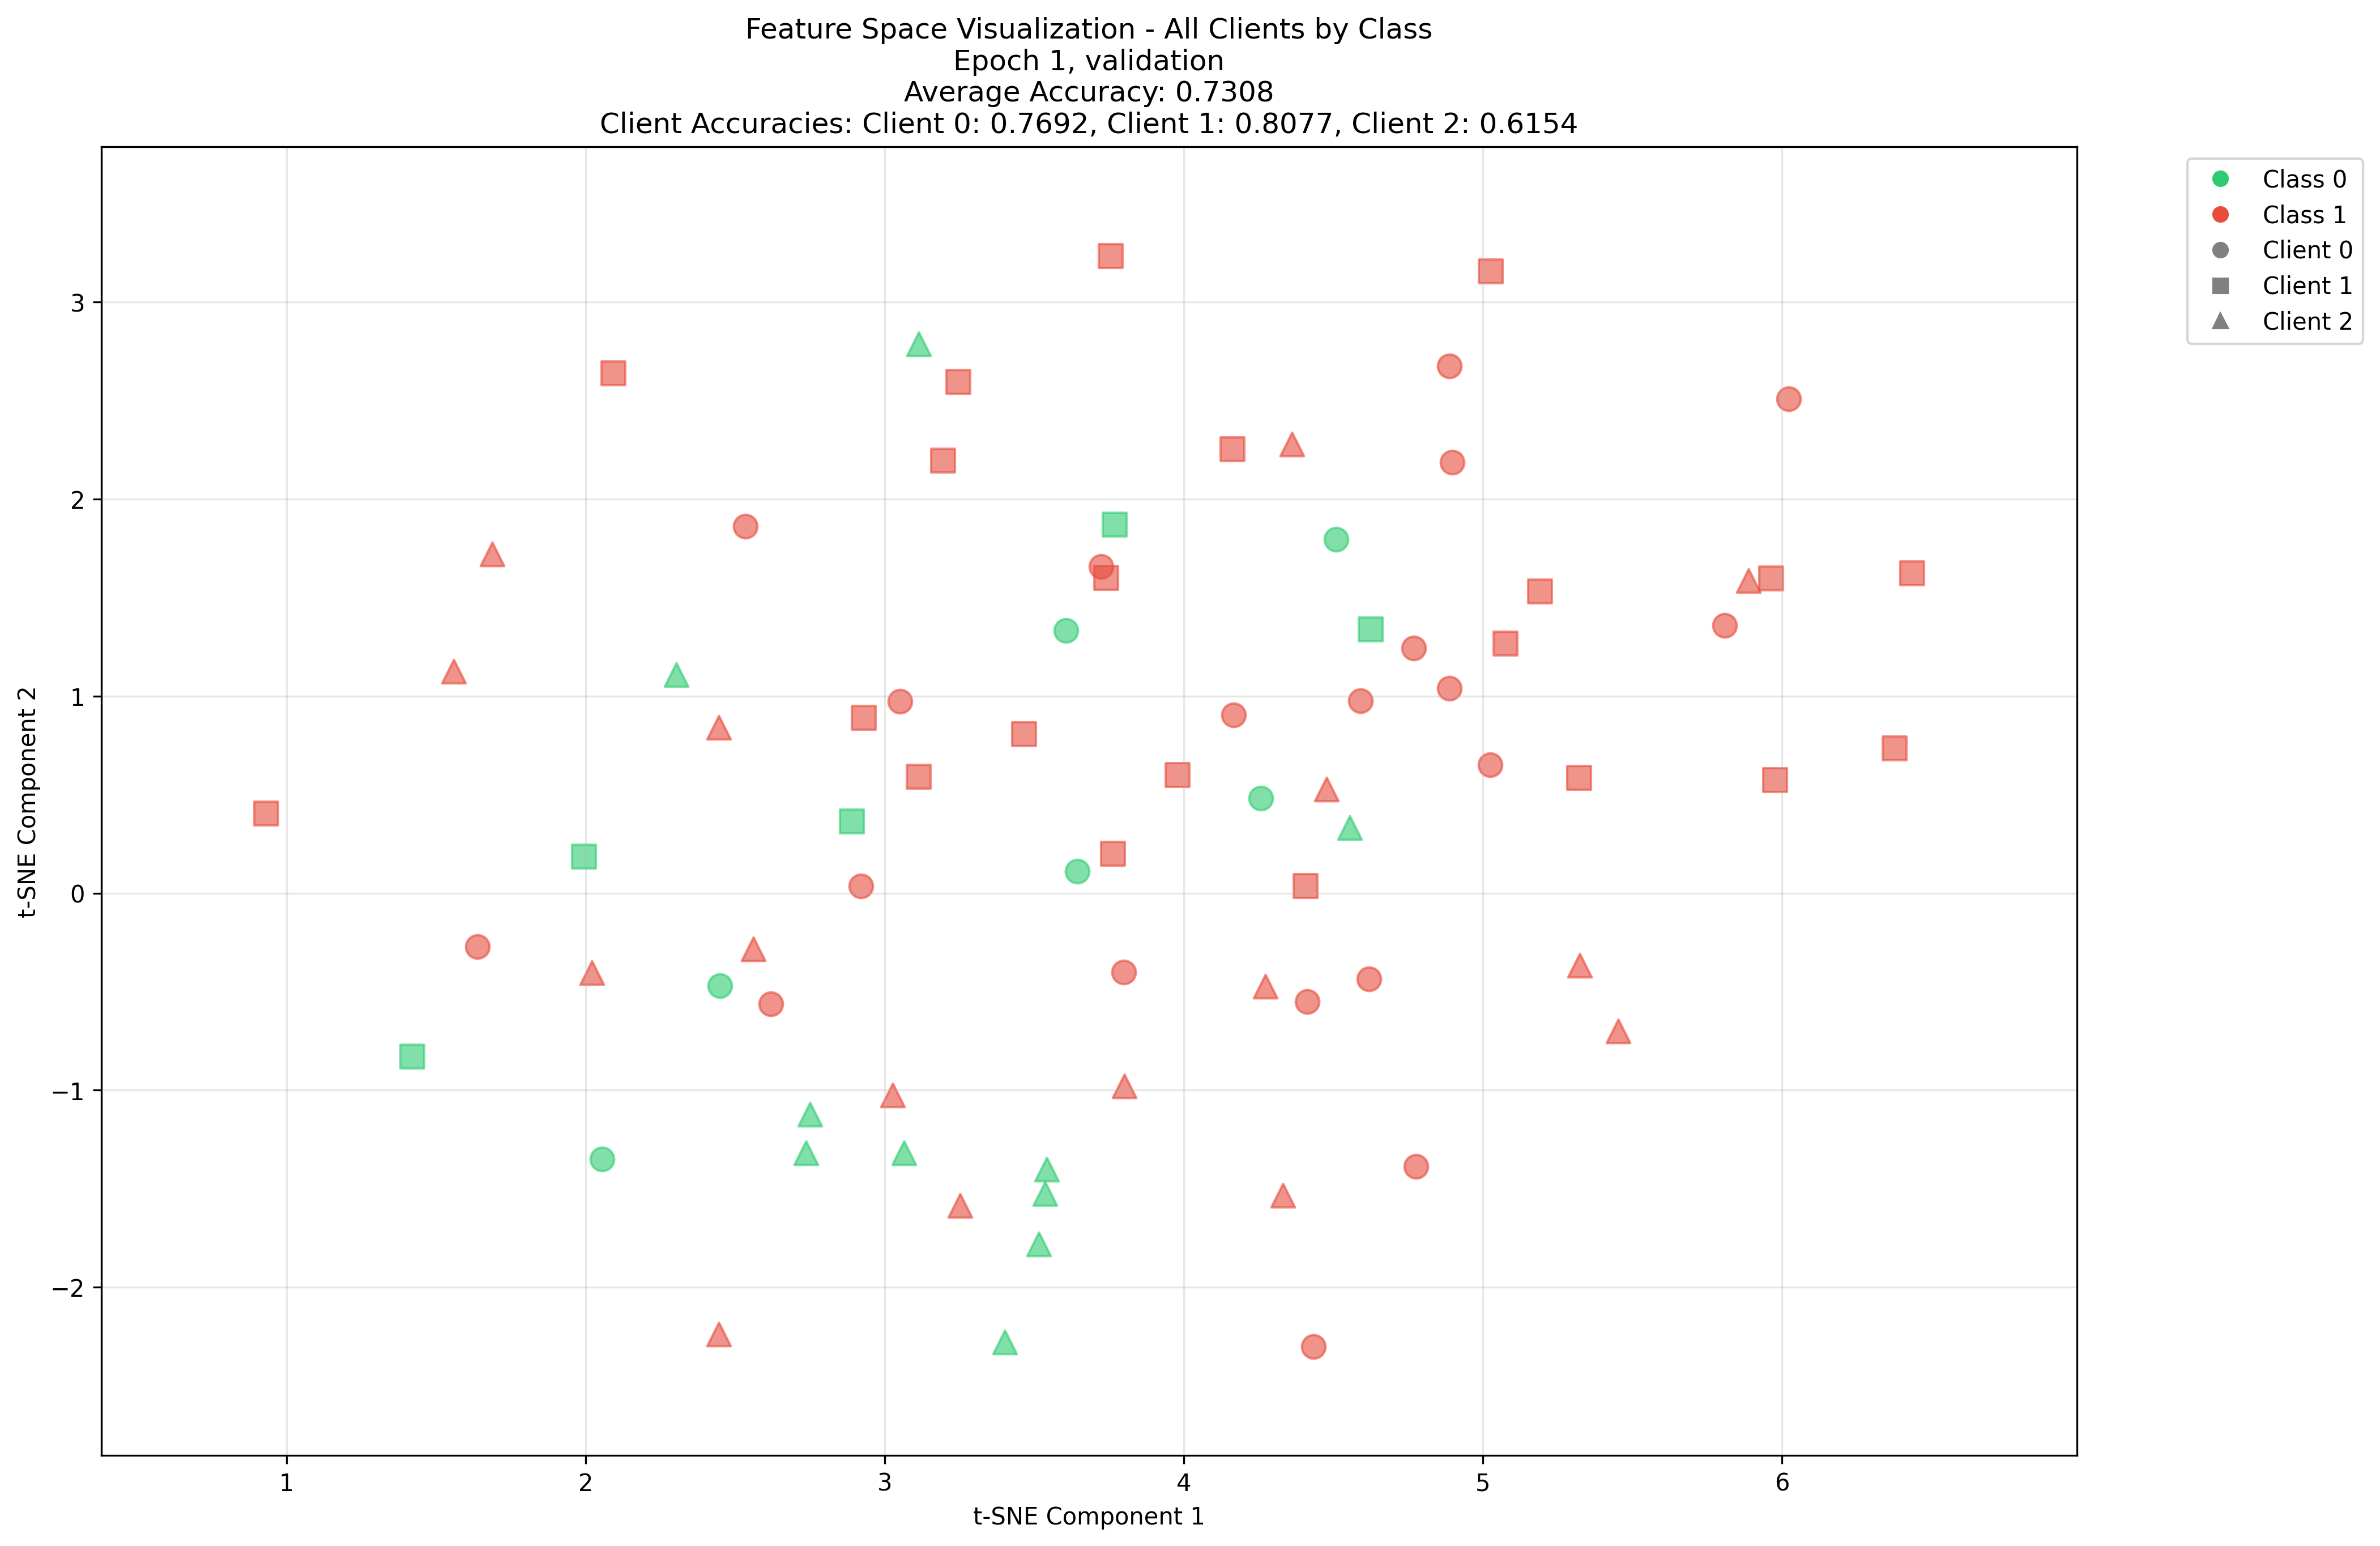 Feature Space Visualization - All Clients by Class
Epoch 1, validation
Average Accuracy: 0.7308
Client Accuracies: Client 0: 0.7692, Client 1: 0.8077, Client 2: 0.6154
Class 0
Class 1
Client 0
Client 1
Client 2
3
2
1
0
−1
−2
t-SNE Component 2
1 2 3 4 5 6
t-SNE Component 1